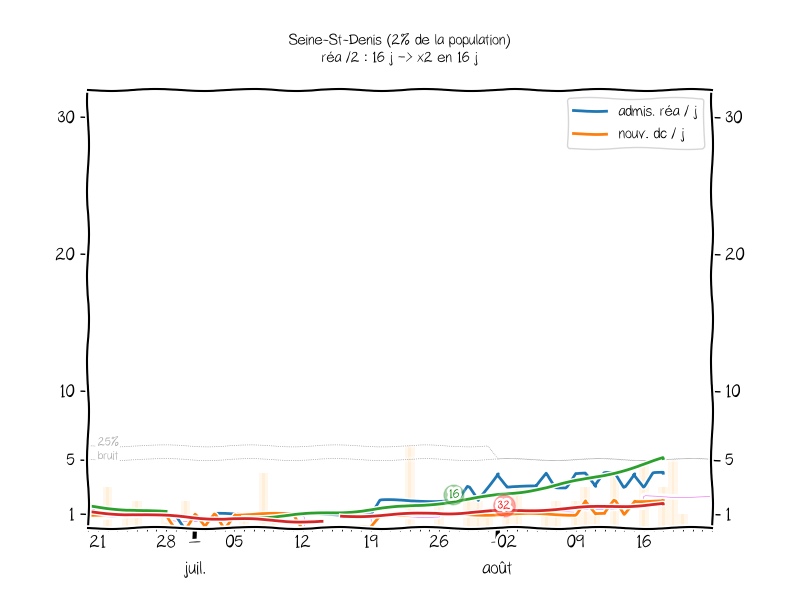 Seine-St-Denis (2% de la population)
réa /2 : 16 j -> x2 en 16 j
admis. réa / j
nouv. dc / j
30
30
20
20
10
10
25%
bruit
5
5
16
32
1
1
21 28 05 12 19 26 02 09 16
juil. août